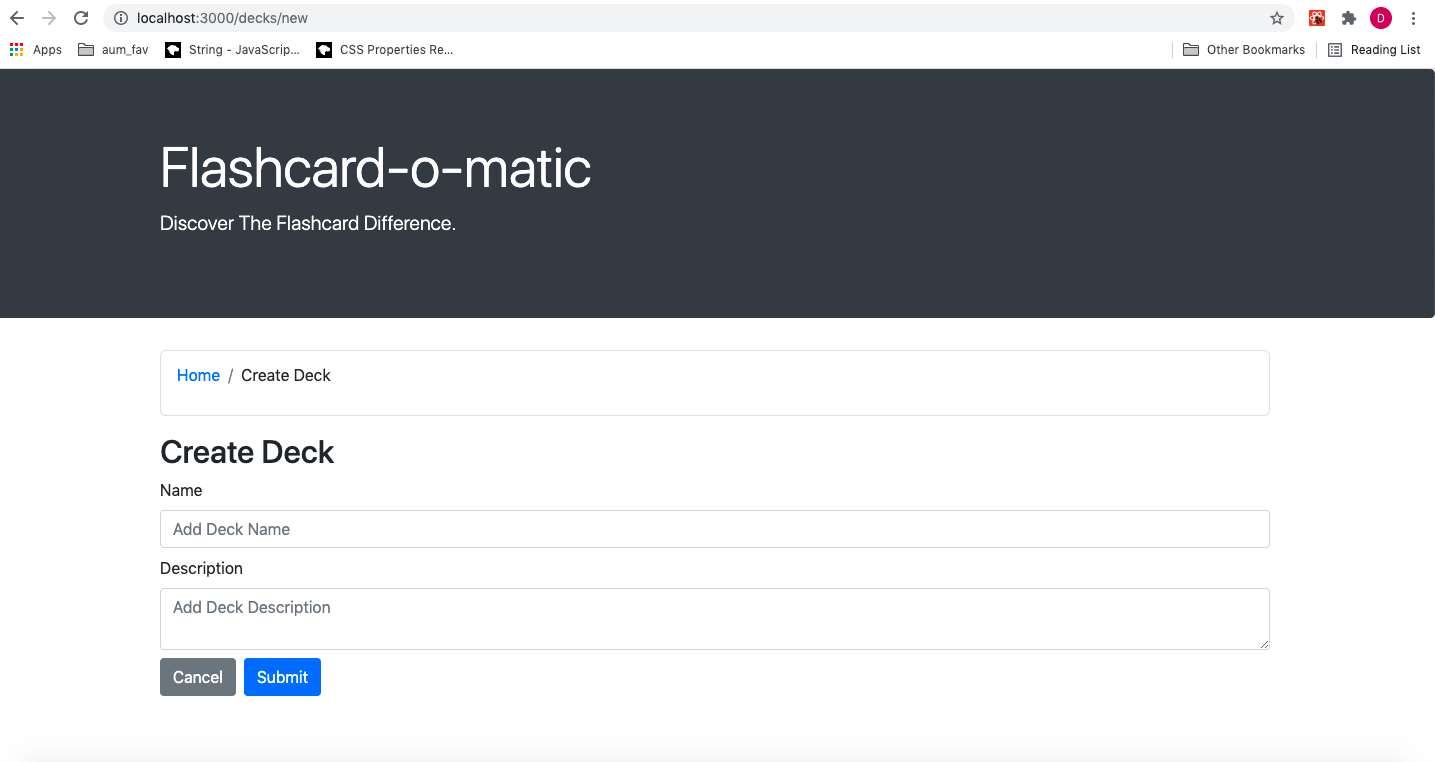 localhost:3000/decks/new
D
Apps aum_fav String - JavaScrip... CSS Properties Re... Other Bookmarks Reading List
Flashcard-o-matic
Discover The Flashcard Difference.
Home / Create Deck
Create Deck
Name
Add Deck Name
Description
Add Deck Description
Cancel Submit